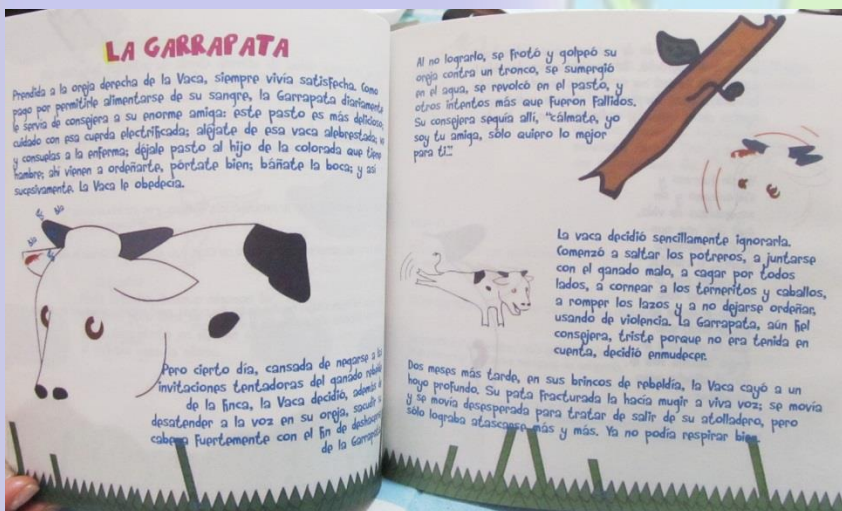 LA GARRAPATA
Prendida a la oreja derecha de la Vaca, siempre vivía satisfecha. Como
pago por permitirle alimentarse de su sangre, la Garrapata diariamente
le servía de consejera a su enorme amiga: este pasto es más delicioso;
cuidado con esa cuerda electrificada; aléjate de esa vaca alebrestada; ve
y consuelas a la enferma; déjale pasto al hijo de la colorada que tiene
hambre; ahí vienen a ordeñarte, pórtate bien; báñate la boca; y así
sucesivamente. La Vaca le obedecía.
Bla
Bla
Pero cierto día, cansada de negarse a las
invitaciones tentadoras del ganado rebelde
de la finca, la Vaca decidió, además de
desatender a la voz en su oreja, sacudir su
cabeza fuertemente con el fin de deshacerse
de la Garrapata.
Al no lograrlo, se frotó y golpeó su
oreja contra un tronco, se sumergió
en el agua, se revolcó en el pasto, y
otros intentos más que fueron fallidos.
Su consejera seguía allí, "cálmate, yo
soy tu amiga, sólo quiero lo mejor
para ti".
La vaca decidió sencillamente ignorarla.
Comenzó a saltar los potreros, a juntarse
con el ganado malo, a cagar por todos
lados, a cornear a los terneritos y caballos,
a romper los lazos y a no dejarse ordeñar,
usando de violencia. La Garrapata, aún fiel
consejera, triste porque no era tenida en
cuenta, decidió enmudecer.
Dos meses más tarde, en sus brincos de rebeldía, la Vaca cayó a un
hoyo profundo. Su pata fracturada la hacía mugir a viva voz; se movía
y se movía desesperada para tratar de salir de su atolladero, pero
sólo lograba atascarse más y más. Ya no podía respirar bien.